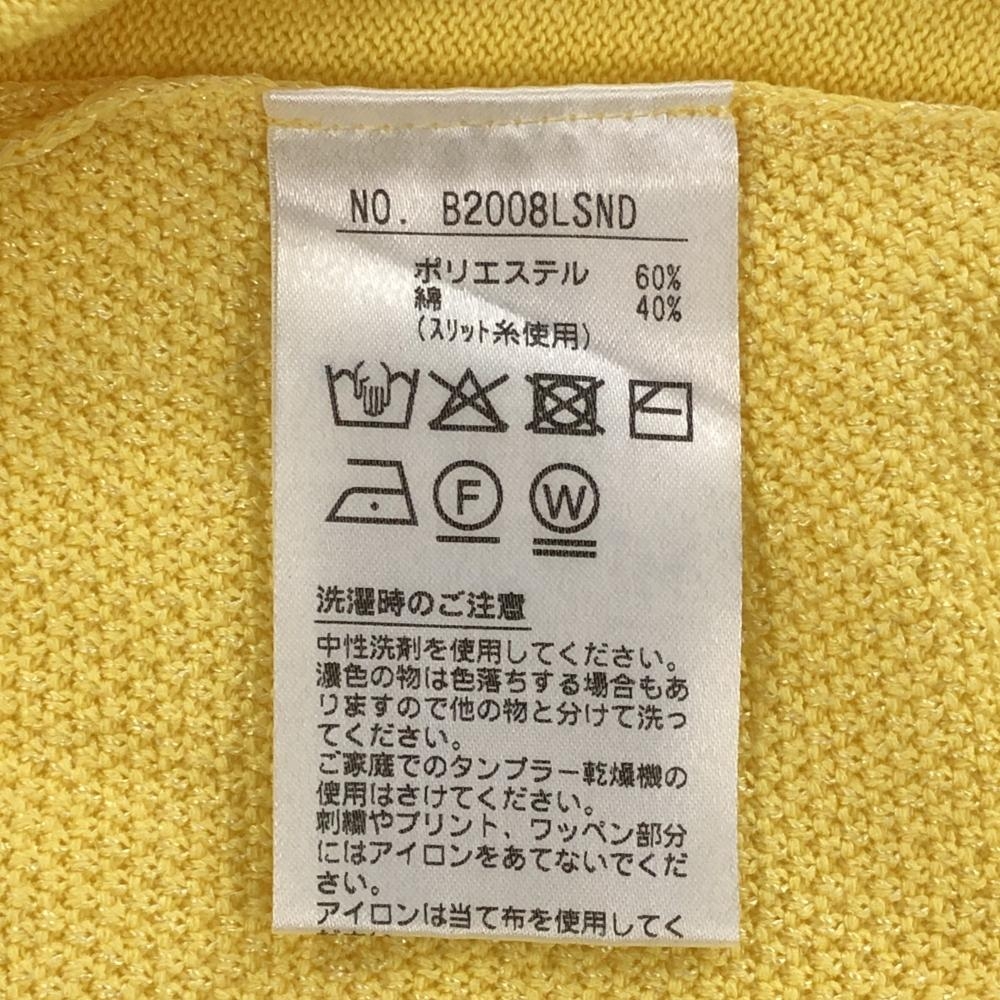 NO. B2008LSND
ポリエステル 60%
綿 40%
(スリット糸使用)
F W
洗濯時のご注意
中性洗剤を使用してください。
濃色の物は色落ちする場合もあ
りますので他の物と分けて洗っ
てください。
ご家庭でのタンブラー乾燥機の
使用はさけてください。
刺繍やプリント、ワッペン部分
にはアイロンをあてないでくだ
さい。
アイロンは当て布を使用してく